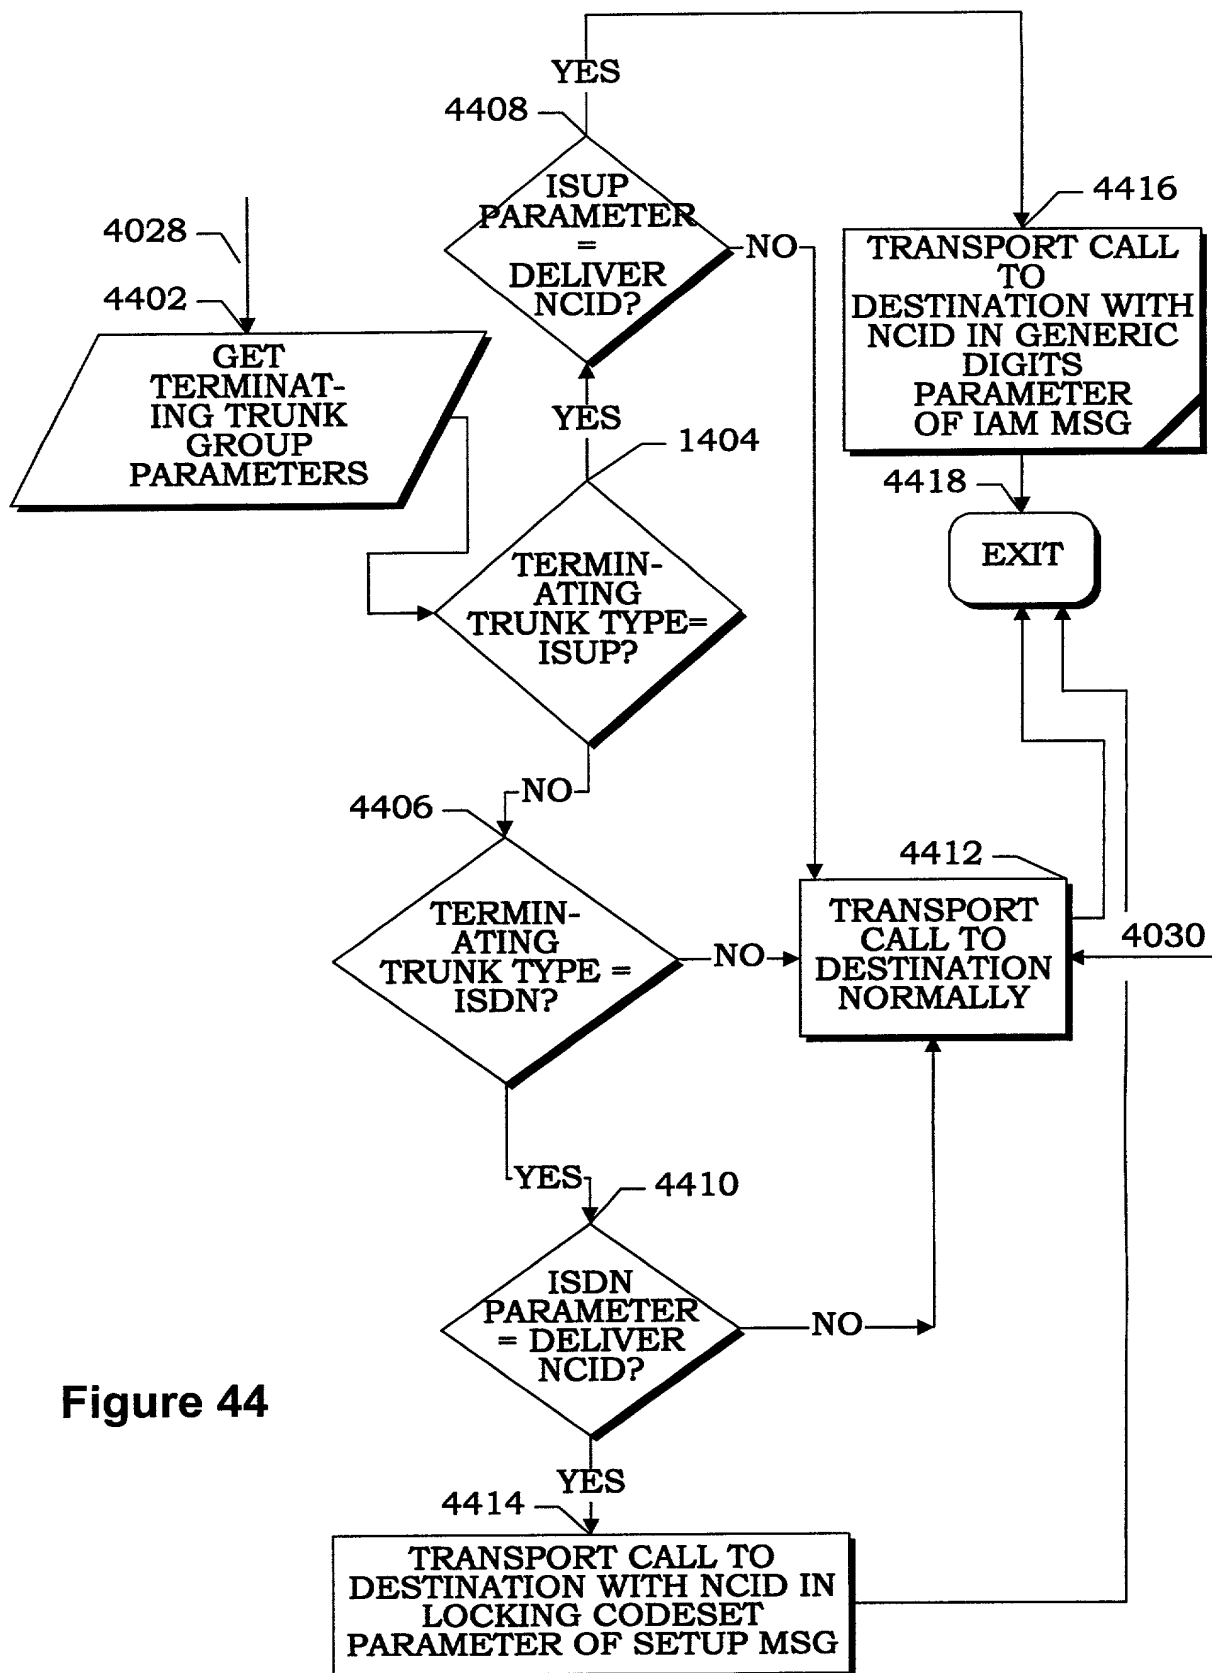 YES
4408
ISUP
PARAMETER
=
DELIVER
NCID?
NO
4416
TRANSPORT CALL
TO
DESTINATION WITH
NCID IN GENERIC
DIGITS
PARAMETER
OF IAM MSG
4028
4402
GET
TERMINAT-
ING TRUNK
GROUP
PARAMETERS
YES
1404
4418
EXIT
TERMIN-
ATING
TRUNK TYPE=
ISUP?
NO
4406
TERMIN-
ATING
TRUNK TYPE =
ISDN?
NO
4412
TRANSPORT
CALL TO
DESTINATION
NORMALLY
4030
YES
4410
ISDN
PARAMETER
= DELIVER
NCID?
NO
Figure 44
YES
4414
TRANSPORT CALL TO
DESTINATION WITH NCID IN
LOCKING CODESET
PARAMETER OF SETUP MSG